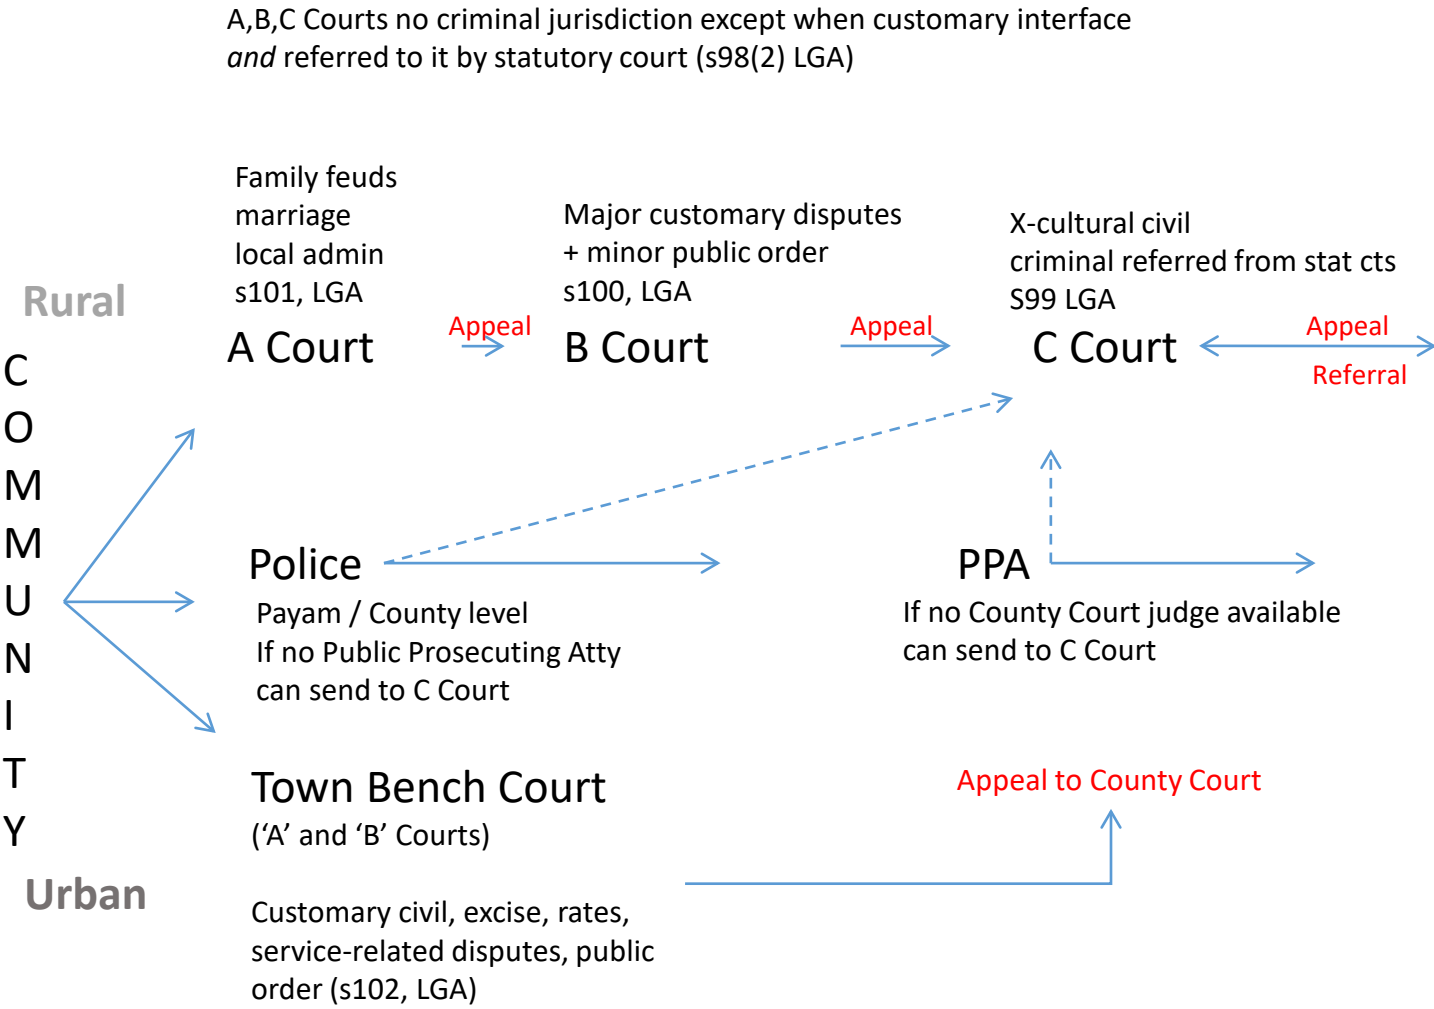 A,B,C Courts no criminal jurisdiction except when customary interface
and referred to it by statutory court (s98(2) LGA)
Family feuds
marriage
local admin
s101, LGA
Major customary disputes
+ minor public order
s100, LGA
X-cultural civil
criminal referred from stat cts
S99 LGA
Rural
A Court
Appeal
B Court
Appeal
C Court
Appeal
Referral
COMMUNITY
Police
Payam / County level
If no Public Prosecuting Atty
can send to C Court
PPA
If no County Court judge available
can send to C Court
Town Bench Court
(‘A’ and ‘B’ Courts)
Appeal to County Court
Urban
Customary civil, excise, rates,
service-related disputes, public
order (s102, LGA)